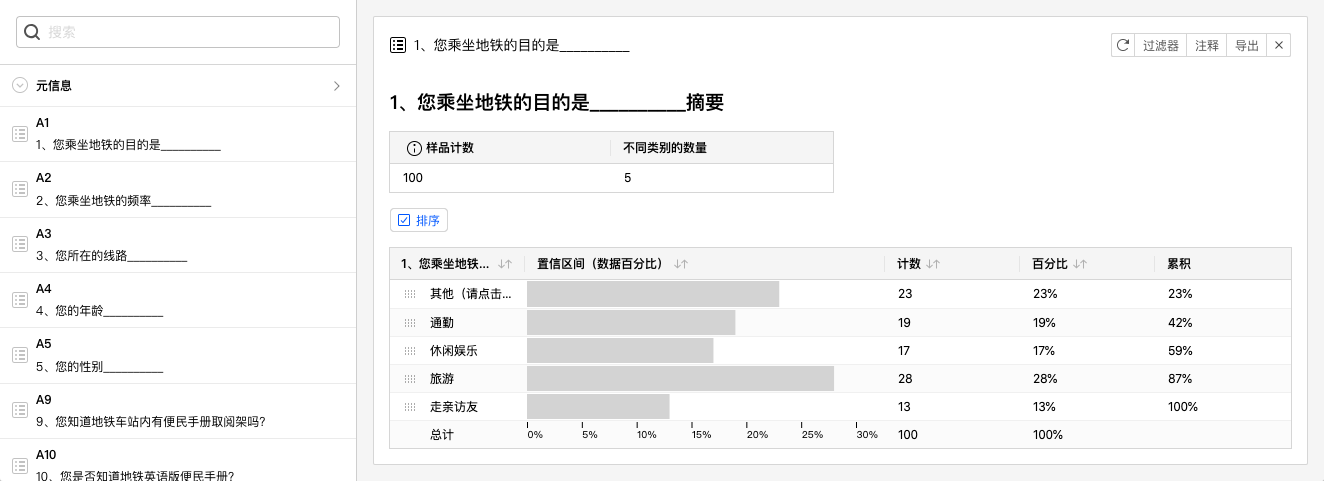 搜索
元信息
A1
1、您乘坐地铁的目的是__________
A2
2、您乘坐地铁的频率__________
A3
3、您所在的线路__________
A4
4、您的年龄__________
A5
5、您的性别__________
A9
9、您知道地铁车站内有便民手册取阅架吗?
A10
10、您是否知道地铁英语版便民手册?
1、您乘坐地铁的目的是__________
过滤器 注释 导出 ×
1、您乘坐地铁的目的是__________摘要
样品计数 不同类别的数量
100 5
排序
1、您乘坐地铁... 置信区间（数据百分比） 计数 百分比 累积
其他（请点击... 23 23% 23%
通勤 19 19% 42%
休闲娱乐 17 17% 59%
旅游 28 28% 87%
走亲访友 13 13% 100%
总计 0% 5% 10% 15% 20% 25% 30% 100 100%